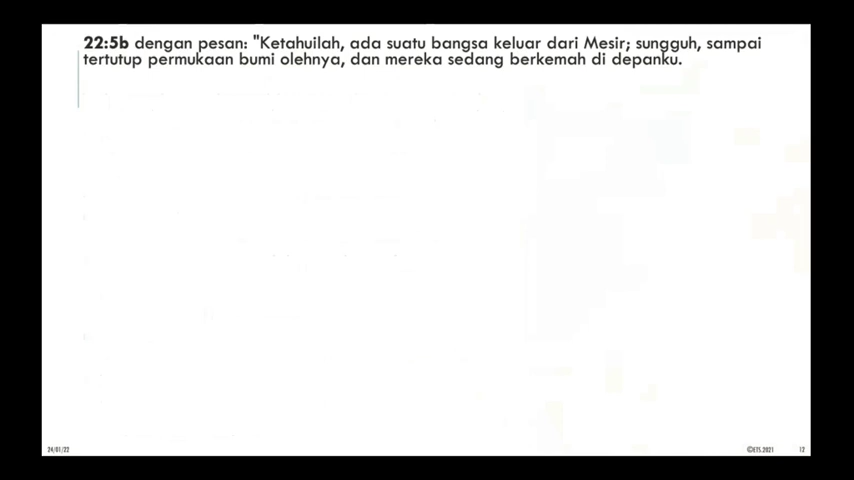 22:5b dengan pesan: "Ketahuilah, ada suatu bangsa keluar dari Mesir; sungguh, sampai
tertutup permukaan bumi olehnya, dan mereka sedang berkemah di depanku.
24/01/22
©ETS.2021
12